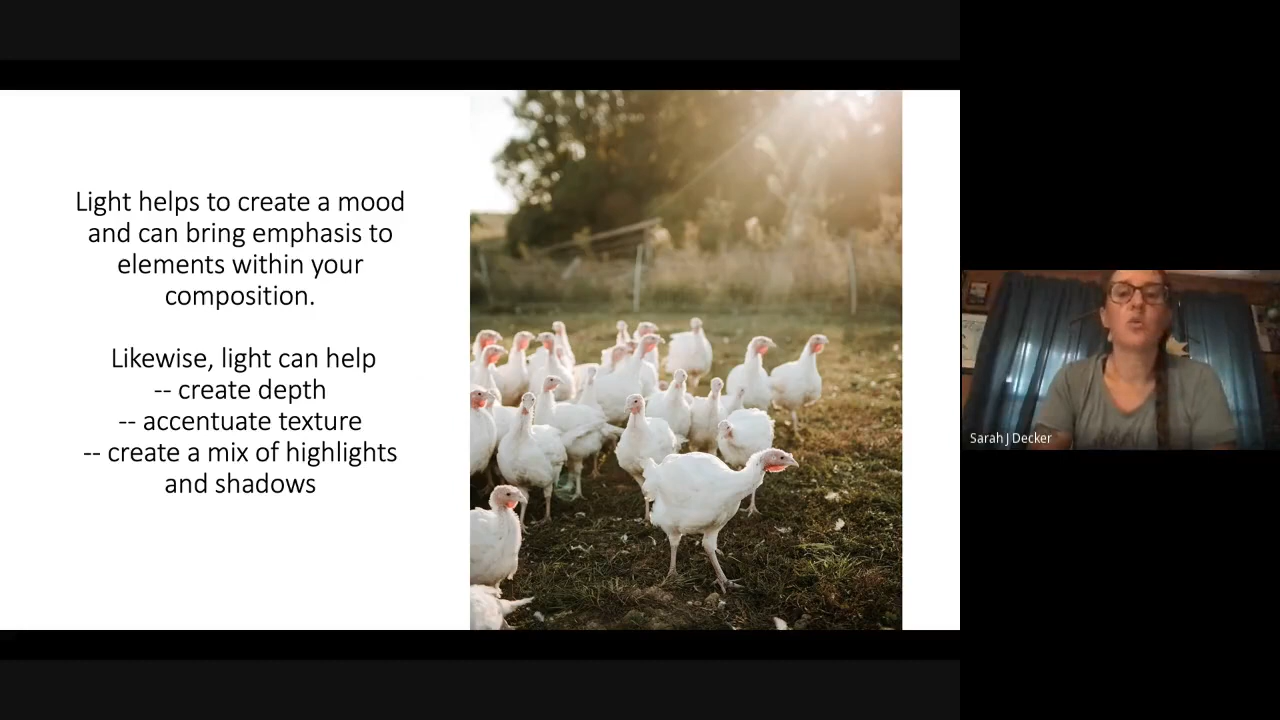 Light helps to create a mood
and can bring emphasis to
elements within your
composition.
Likewise, light can help
-- create depth
-- accentuate texture
-- create a mix of highlights
and shadows
Sarah J Decker